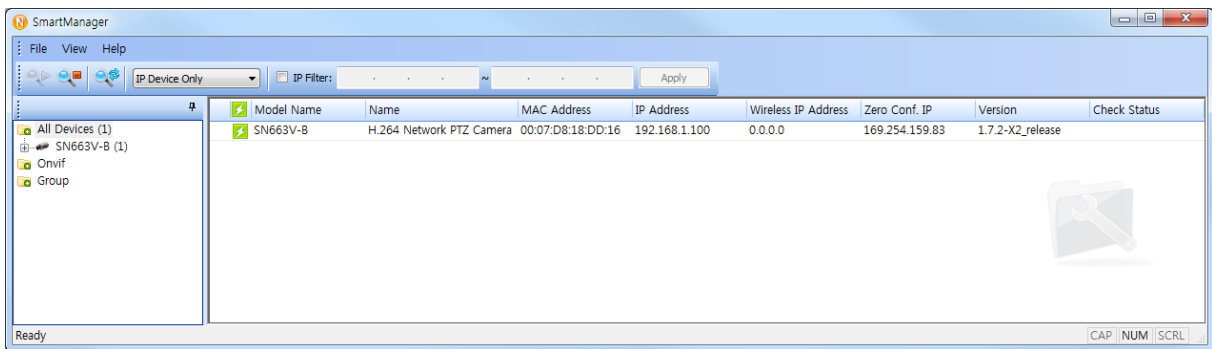 SmartManager
File View Help
IP Device Only IP Filter: . . . ~ . . . Apply
Model Name Name MAC Address IP Address Wireless IP Address Zero Conf. IP Version Check Status
All Devices (1) SN663V-B H.264 Network PTZ Camera 00:07:D8:18:DD:16 192.168.1.100 0.0.0.0 169.254.159.83 1.7.2-X2_release
SN663V-B (1)
Onvif
Group
Ready CAP NUM SCRL